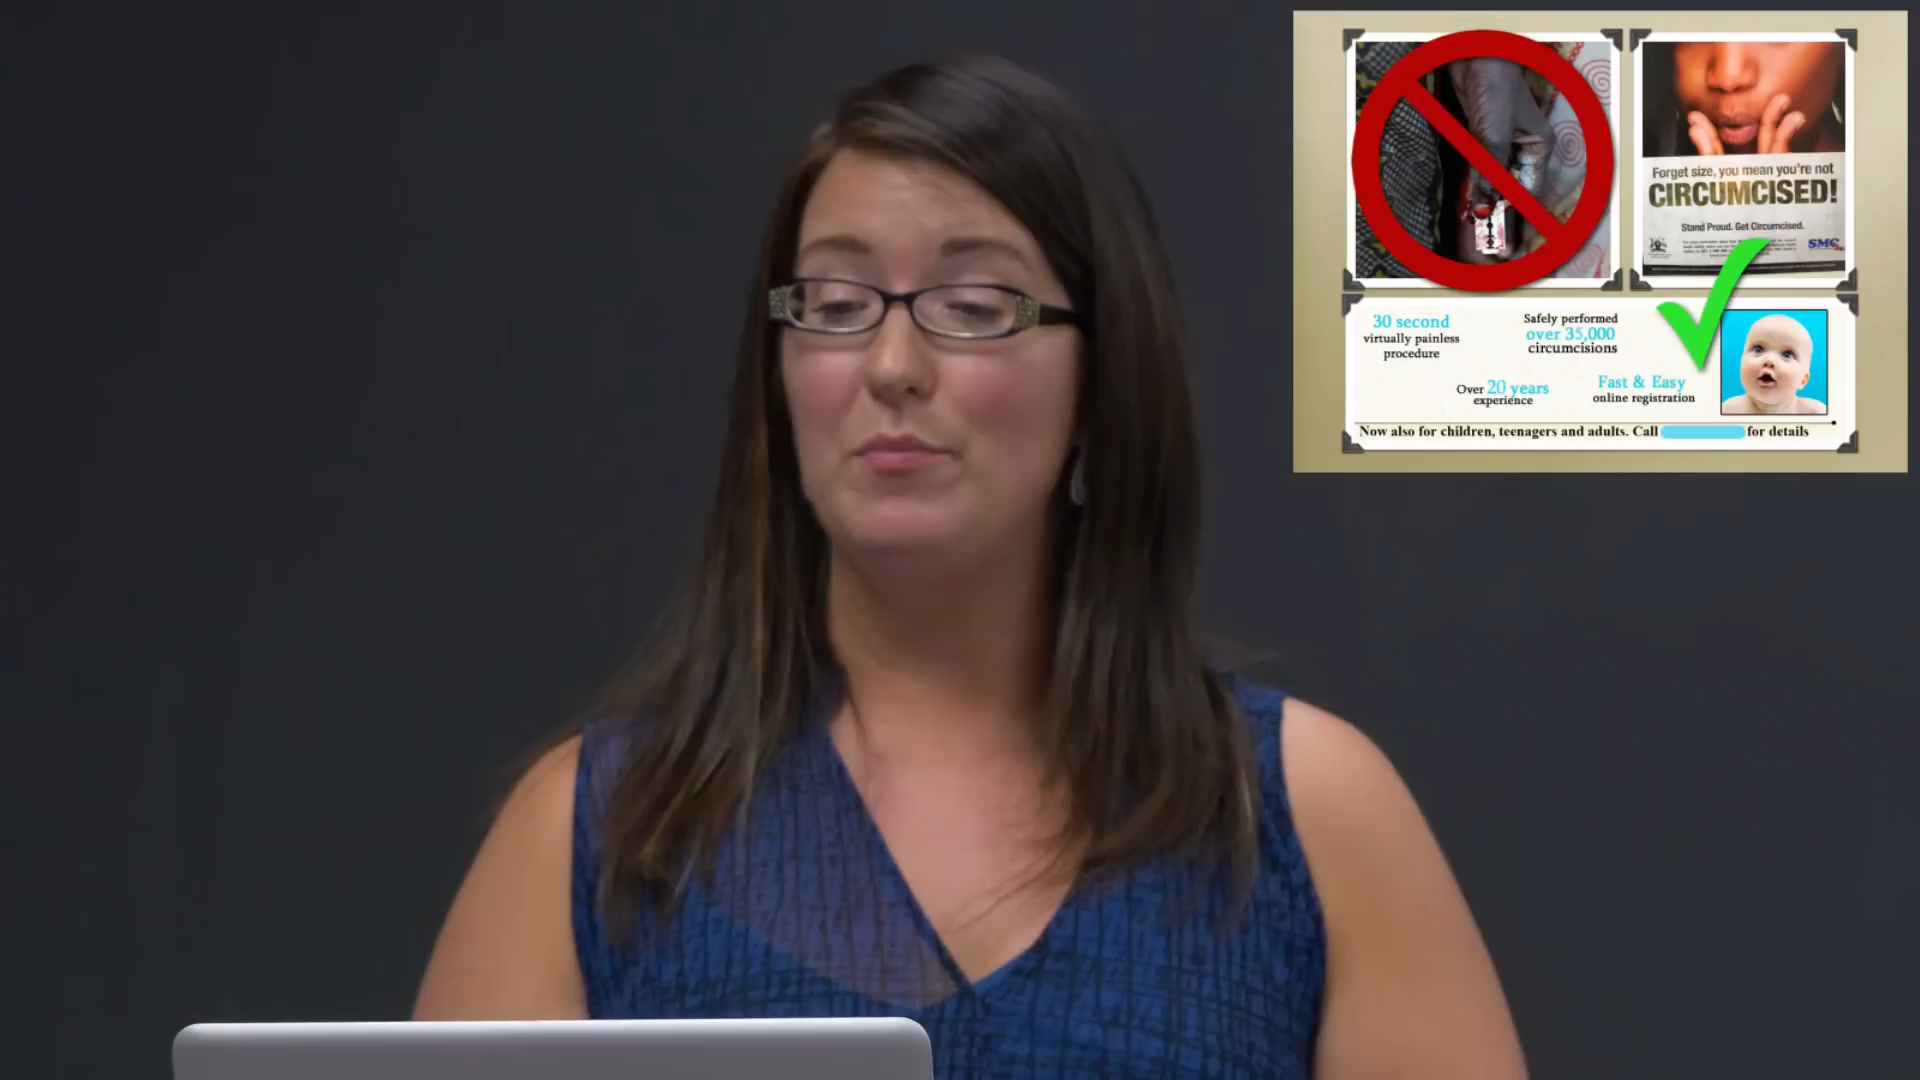 Forget size, you mean you're not
CIRCUMCISED!
Stand Proud. Get Circumcised.
SMC
30 second
virtually painless
procedure
Safely performed
over 35,000
circumcisions
Over 20 years
experience
Fast & Easy
online registration
Now also for children, teenagers and adults. Call for details